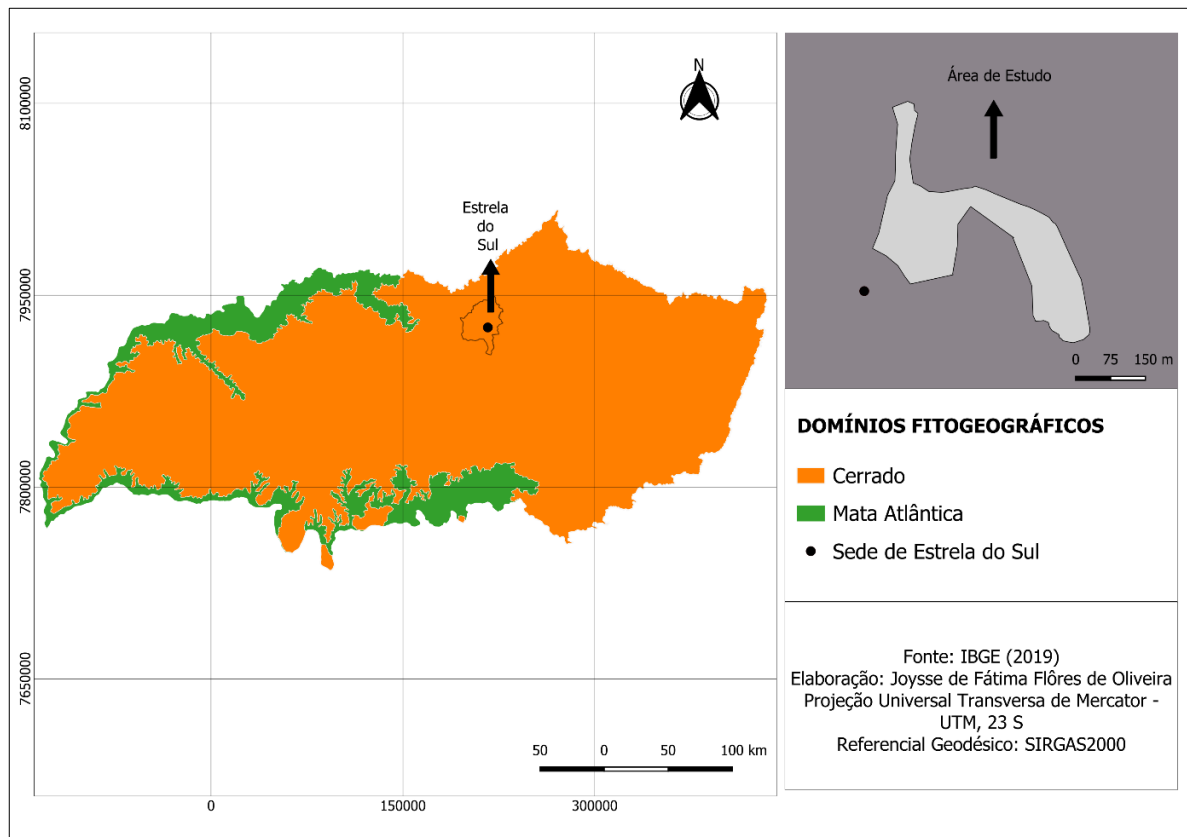 N
8100000
7950000
7800000
7650000
Estrela
do
Sul
50 0 50 100 km
0 150000 300000
Área de Estudo
0 75 150 m
DOMÍNIOS FITOGEOGRÁFICOS
Cerrado
Mata Atlântica
Sede de Estrela do Sul
Fonte: IBGE (2019)
Elaboração: Joysse de Fátima Flôres de Oliveira
Projeção Universal Transversa de Mercator -
UTM, 23 S
Referencial Geodésico: SIRGAS2000